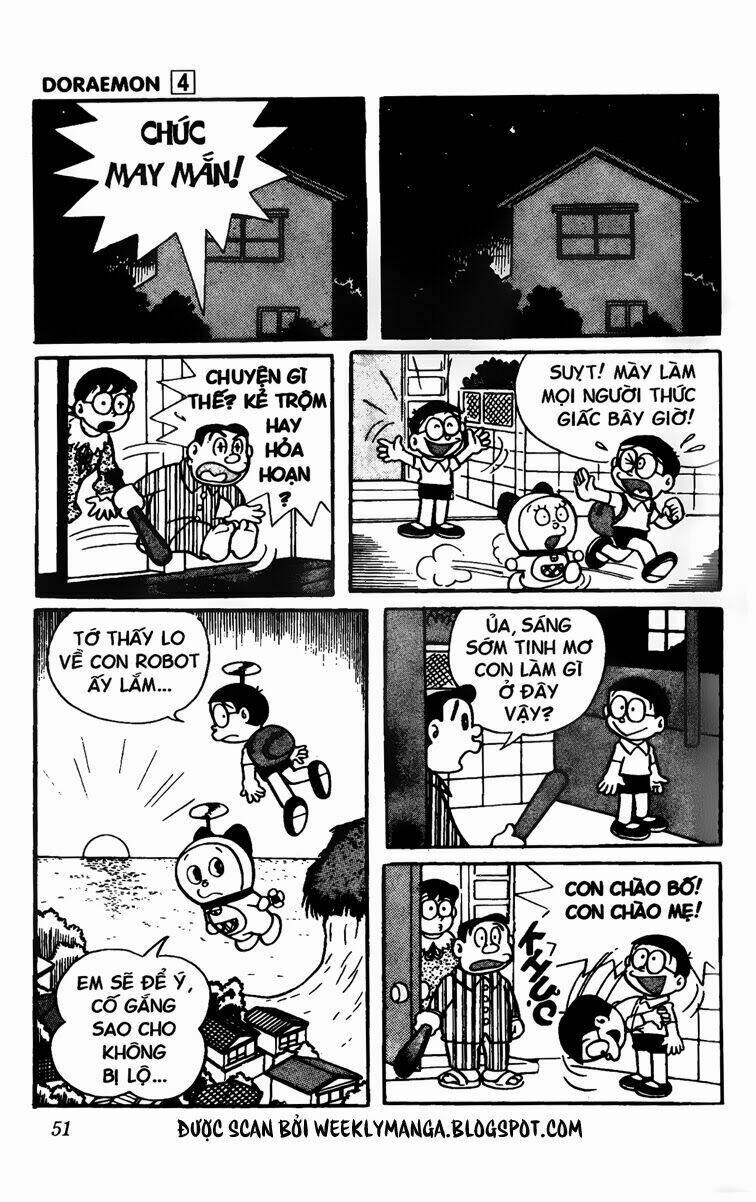 DORAEMON 4
CHÚC
MAY MẮN!
SUỴT! MÀY LÀM
MỌI NGƯỜI THỨC
GIẤC BÂY GIỜ!
CHUYỆN GÌ
THẾ? KẺ TRỘM
HAY
HỎA
HOẠN
?
ỦA, SÁNG
SỚM TINH MƠ
CON LÀM GÌ
Ở ĐÂY
VẬY?
CON CHÀO BỐ!
CON CHÀO MẸ!
KHỰC
TỚ THẤY LO
VỀ CON ROBOT
ẤY LẮM...
EM SẼ ĐỂ Ý,
CỐ GẮNG
SAO CHO
KHÔNG
BỊ LỘ...
51
ĐƯỢC SCAN BỞI WEEKLYMANGA.BLOGSPOT.COM